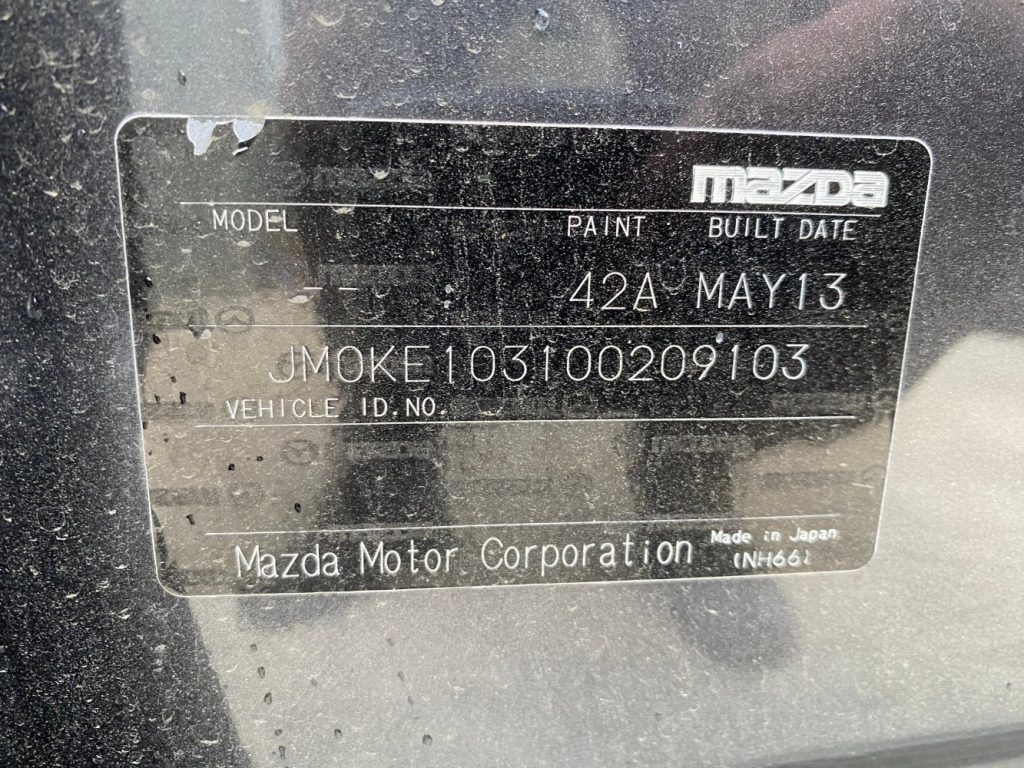 mazda
MODEL PAINT BUILT DATE
-- 42A MAY13
JM0KE103100209103
VEHICLE ID.NO.
Mazda Motor Corporation Made in Japan
(NH66)